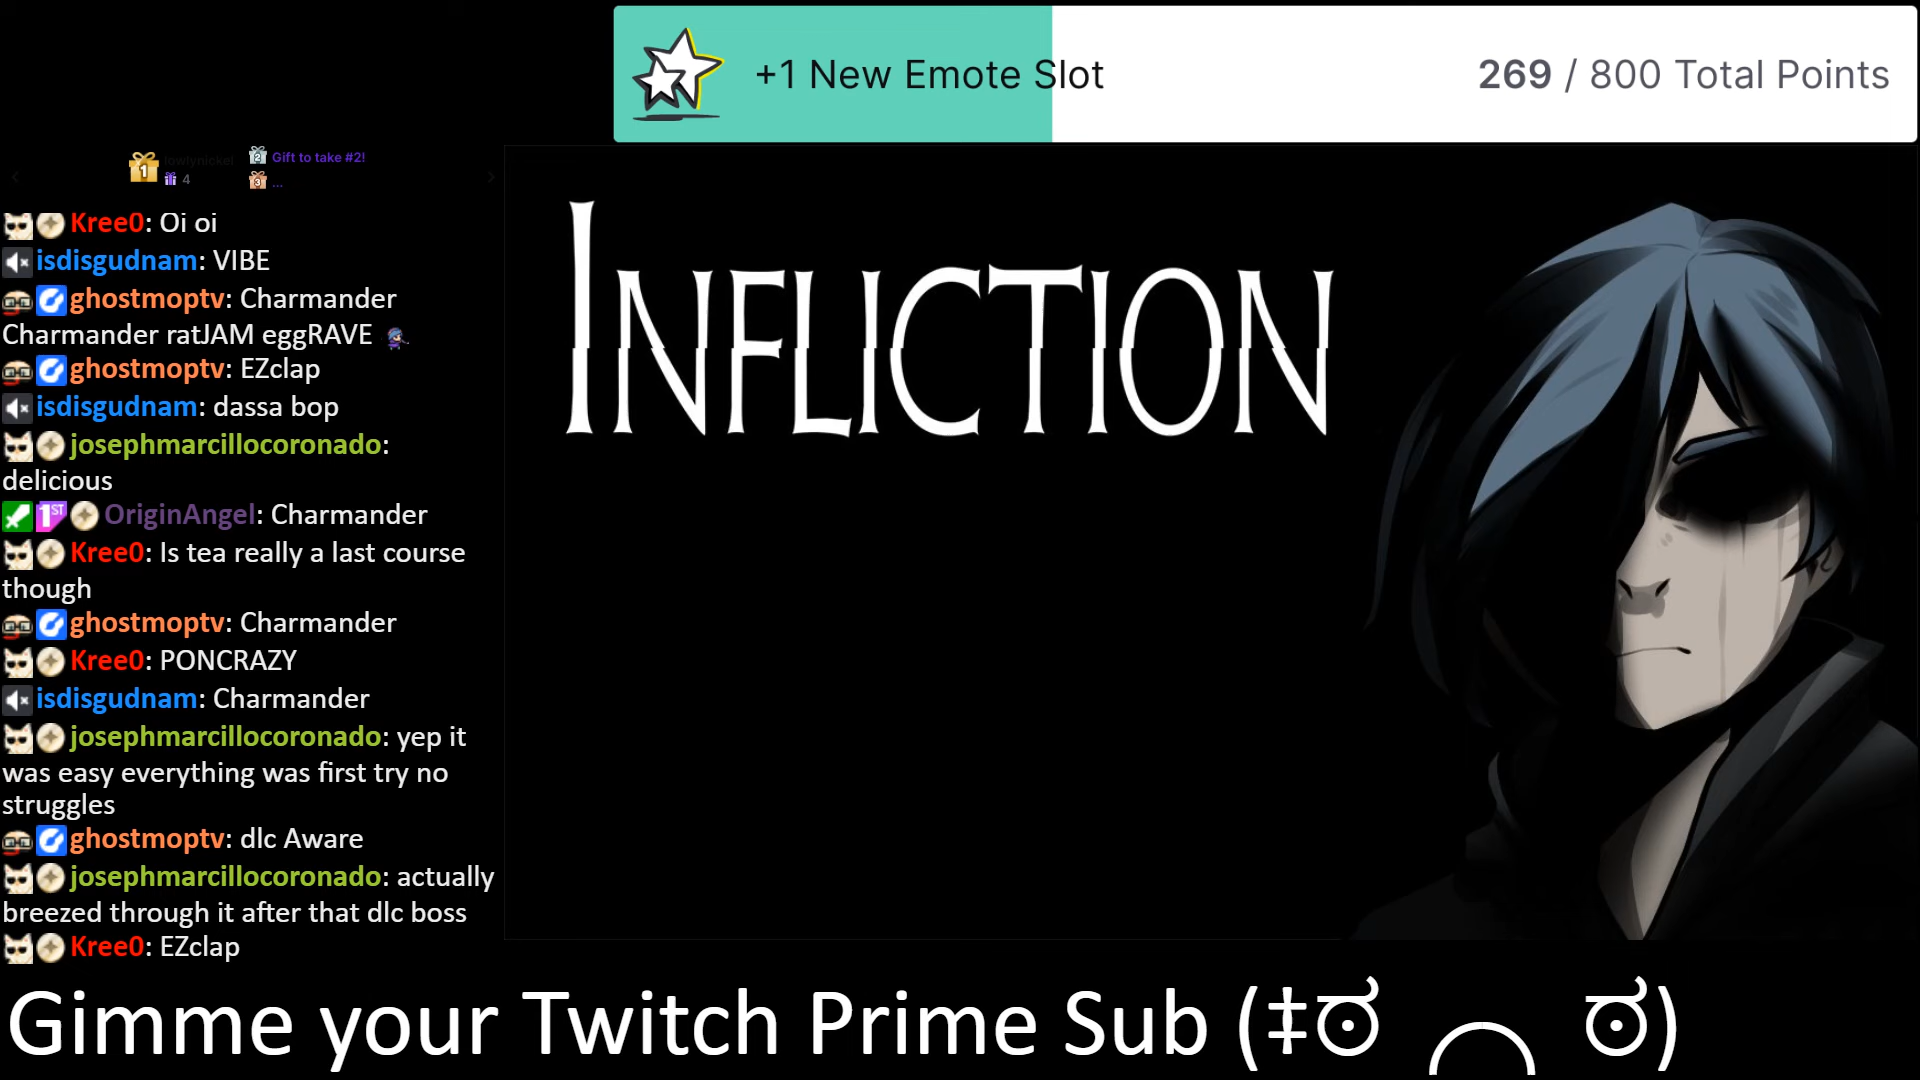 +1 New Emote Slot
269 / 800 Total Points
lowlynickel
4
Gift to take #2!
...
Kree0: Oi oi
isdisgudnam: VIBE
ghostmoptv: Charmander
Charmander ratJAM eggRAVE
ghostmoptv: EZclap
isdisgudnam: dassa bop
josephmarcillocoronado:
delicious
OriginAngel: Charmander
Kree0: Is tea really a last course
though
ghostmoptv: Charmander
Kree0: PONCRAZY
isdisgudnam: Charmander
josephmarcillocoronado: yep it
was easy everything was first try no
struggles
ghostmoptv: dlc Aware
josephmarcillocoronado: actually
breezed through it after that dlc boss
Kree0: EZclap
INFLICTION
Gimme your Twitch Prime Sub (‡ಠ ╭╮ ಠ)